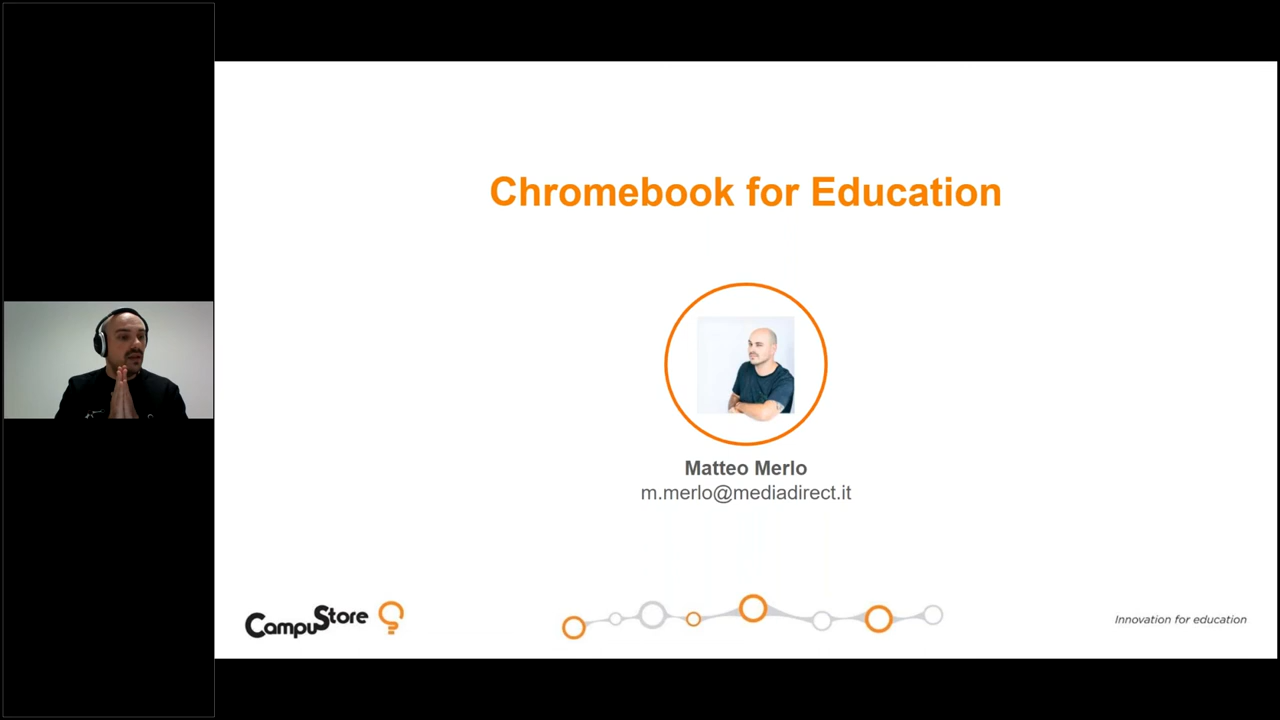 Chromebook for Education
Matteo Merlo
m.merlo@mediadirect.it
CampuStore
Innovation for education